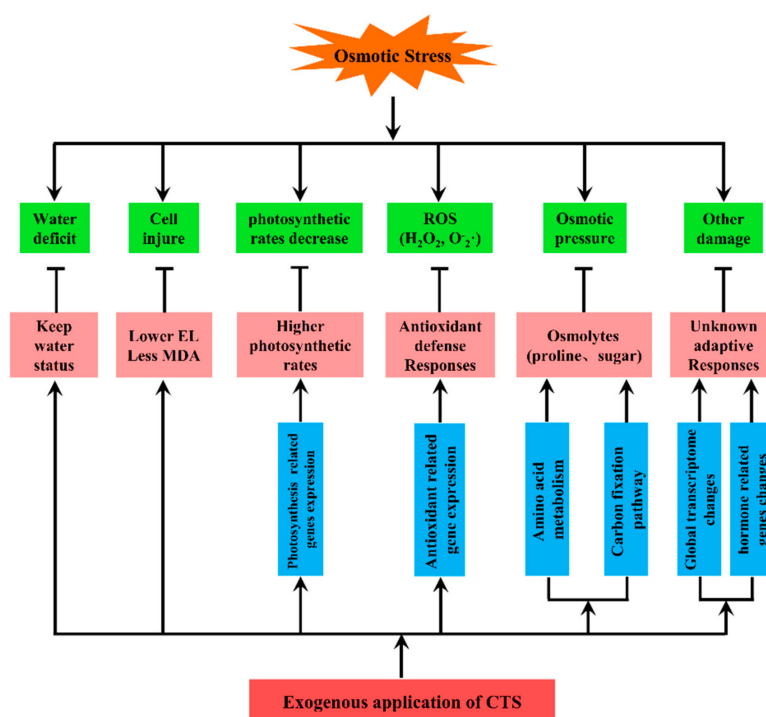 Osmotic Stress
Water
deficit
Cell
injure
photosynthetic
rates decrease
ROS
(H₂O₂, O⁻₂·)
Osmotic
pressure
Other
damage
Keep
water
status
Lower EL
Less MDA
Higher
photosynthetic
rates
Antioxidant
defense
Responses
Osmolytes
(proline、sugar)
Unknown
adaptive
Responses
Photosynthesis related
genes expression
Antioxidant related
gene expression
Amino acid
metabolism
Carbon fixation
pathway
Global transcriptome
changes
hormone related
genes changes
Exogenous application of CTS